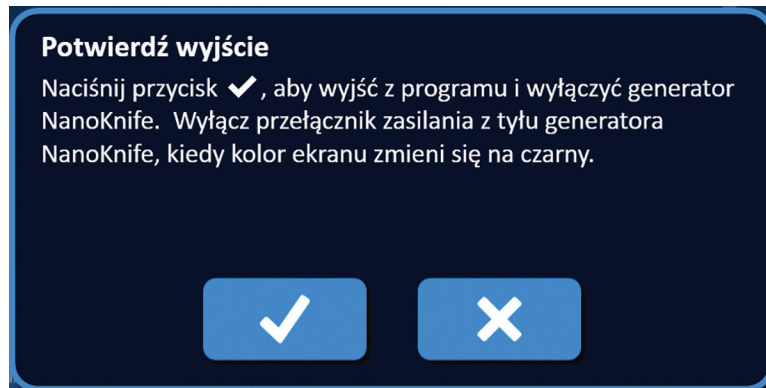 Potwierdź wyjście
Naciśnij przycisk ✔, aby wyjść z programu i wyłączyć generator
NanoKnife. Wyłącz przełącznik zasilania z tyłu generatora
NanoKnife, kiedy kolor ekranu zmieni się na czarny.